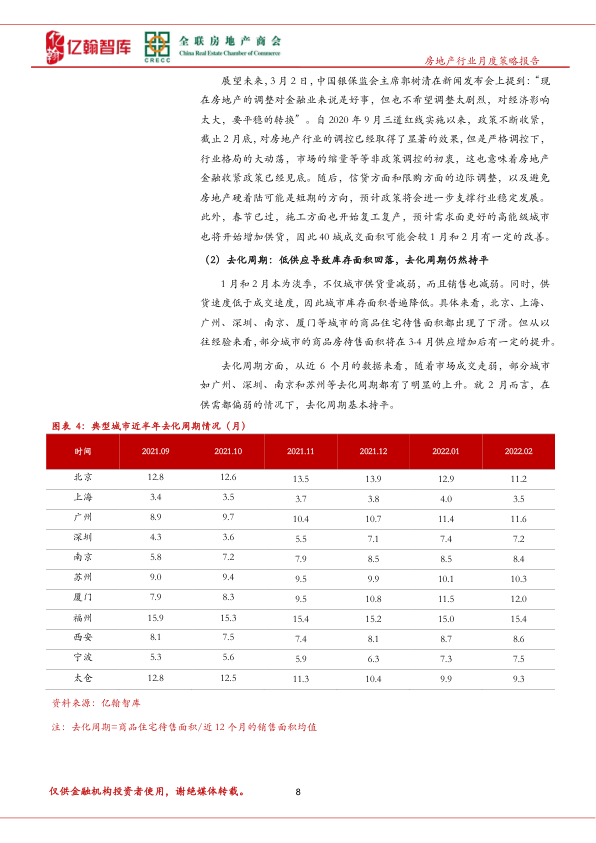 亿翰智库
CRECC
全联房地产商会
China Real Estate Chamber of Commerce
房地产行业月度策略报告
展望未来，3 月 2 日，中国银保监会主席郭树清在新闻发布会上提到：“现
在房地产的调整对金融业来说是好事，但也不希望调整太剧烈，对经济影响
太大，要平稳的转换”。自 2020 年 9 月三道红线实施以来，政策不断收紧，
截止 2 月底，对房地产行业的调控已经取得了显著的效果，但是严格调控下，
行业格局的大动荡，市场的缩量等等非政策调控的初衷，这也意味着房地产
金融收紧政策已经见底。随后，信贷方面和限购方面的边际调整，以及避免
房地产硬着陆可能是短期的方向，预计政策将会进一步支撑行业稳定发展。
此外，春节已过，施工方面也开始复工复产，预计需求面更好的高能级城市
也将开始增加供货，因此 40 城成交面积可能会较 1 月和 2 月有一定的改善。
（2）去化周期：低供应导致库存面积回落，去化周期仍然持平
1 月和 2 月本为淡季，不仅城市供货量减弱，而且销售也减弱。同时，供
货速度低于成交速度，因此城市库存面积普遍降低。具体来看，北京、上海、
广州、深圳、南京、厦门等城市的商品住宅待售面积都出现了下滑。但从以
往经验来看，部分城市的商品房待售面积将在 3-4 月供应增加后有一定的提升。
去化周期方面，从近 6 个月的数据来看，随着市场成交走弱，部分城市
如广州、深圳、南京和苏州等去化周期都有了明显的上升。就 2 月而言，在
供需都偏弱的情况下，去化周期基本持平。
图表 4：典型城市近半年去化周期情况（月）
时间 2021.09 2021.10 2021.11 2021.12 2022.01 2022.02
北京 12.8 12.6 13.5 13.9 12.9 11.2
上海 3.4 3.5 3.7 3.8 4.0 3.5
广州 8.9 9.7 10.4 10.7 11.4 11.6
深圳 4.3 3.6 5.5 7.1 7.4 7.2
南京 5.8 7.2 7.9 8.5 8.5 8.4
苏州 9.0 9.4 9.5 9.9 10.1 10.3
厦门 7.9 8.3 9.5 10.8 11.5 12.0
福州 15.9 15.3 15.4 15.2 15.0 15.4
西安 8.1 7.5 7.4 8.1 8.7 8.6
宁波 5.3 5.6 5.9 6.3 7.3 7.5
太仓 12.8 12.5 11.3 10.4 9.9 9.3
资料来源：亿翰智库
注：去化周期=商品住宅待售面积/近 12 个月的销售面积均值
仅供金融机构投资者使用，谢绝媒体转载。
8